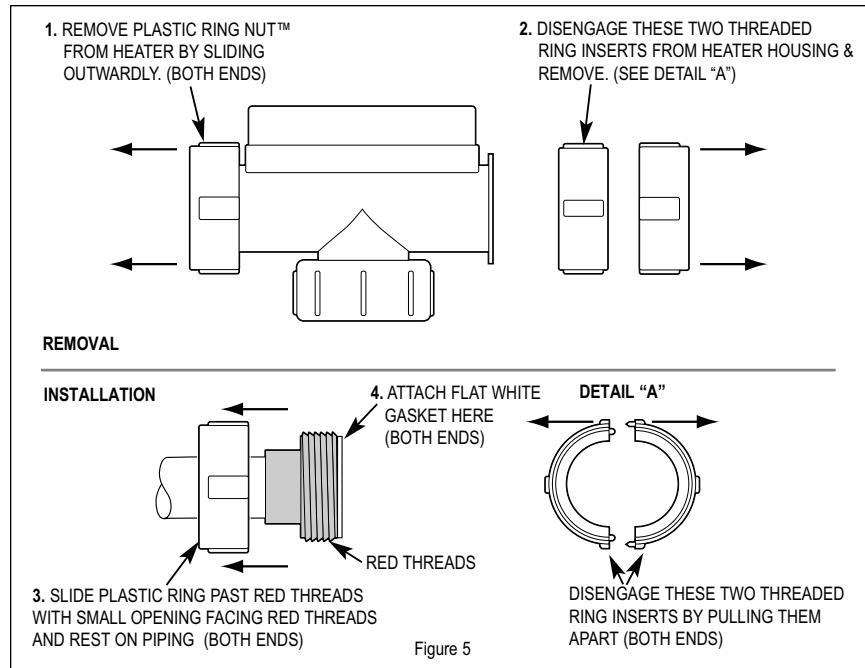 1. REMOVE PLASTIC RING NUT™
FROM HEATER BY SLIDING
OUTWARDLY. (BOTH ENDS)
2. DISENGAGE THESE TWO THREADED
RING INSERTS FROM HEATER HOUSING &
REMOVE. (SEE DETAIL “A”)
REMOVAL
INSTALLATION
4. ATTACH FLAT WHITE
GASKET HERE
(BOTH ENDS)
DETAIL “A”
RED THREADS
3. SLIDE PLASTIC RING PAST RED THREADS
WITH SMALL OPENING FACING RED THREADS
AND REST ON PIPING (BOTH ENDS)
DISENGAGE THESE TWO THREADED
RING INSERTS BY PULLING THEM
APART (BOTH ENDS)
Figure 5